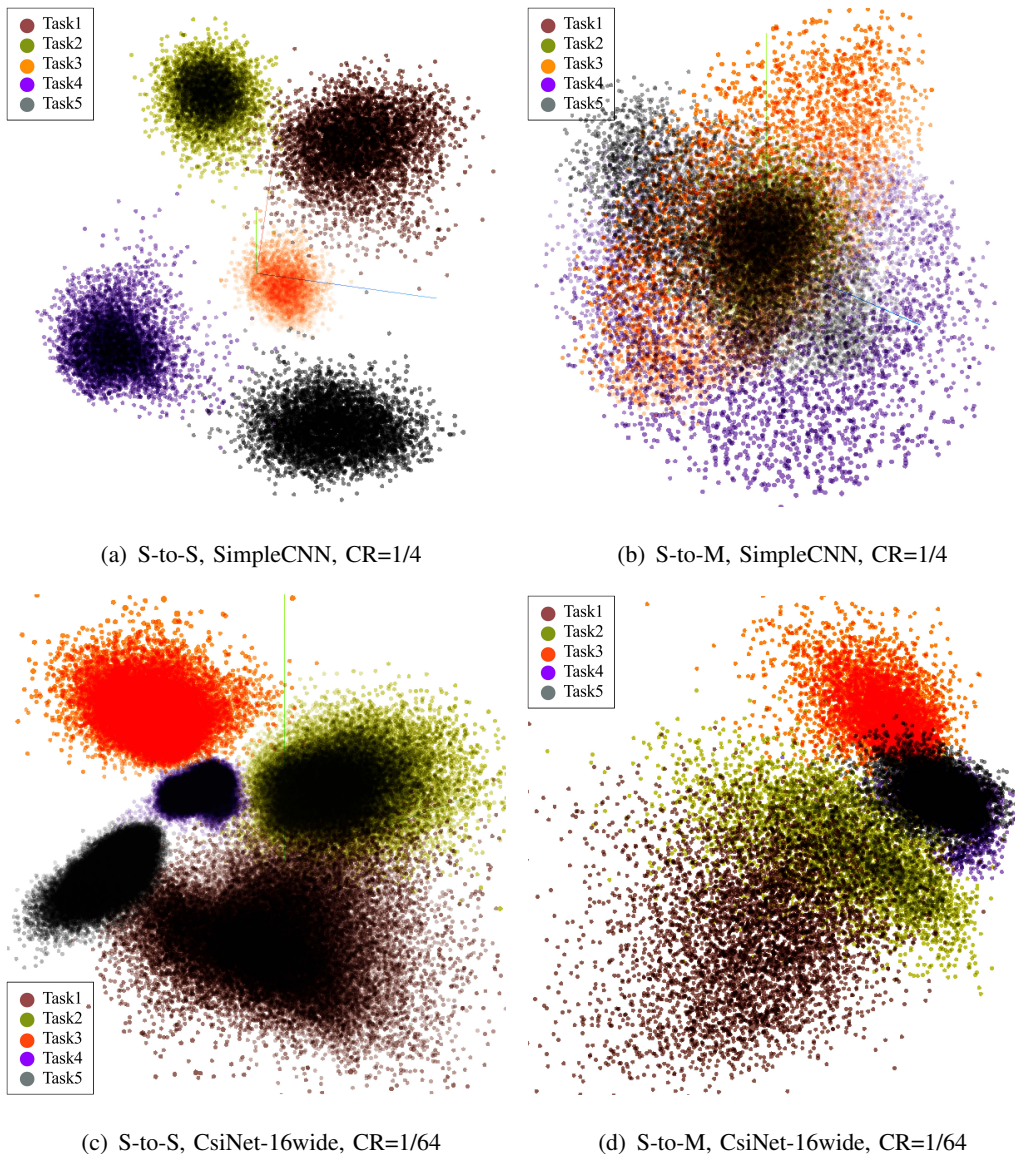 Task1
Task2
Task3
Task4
Task5
Task1
Task2
Task3
Task4
Task5
(a) S-to-S, SimpleCNN, CR=1/4
(b) S-to-M, SimpleCNN, CR=1/4
Task1
Task2
Task3
Task4
Task5
Task1
Task2
Task3
Task4
Task5
(c) S-to-S, CsiNet-16wide, CR=1/64
(d) S-to-M, CsiNet-16wide, CR=1/64